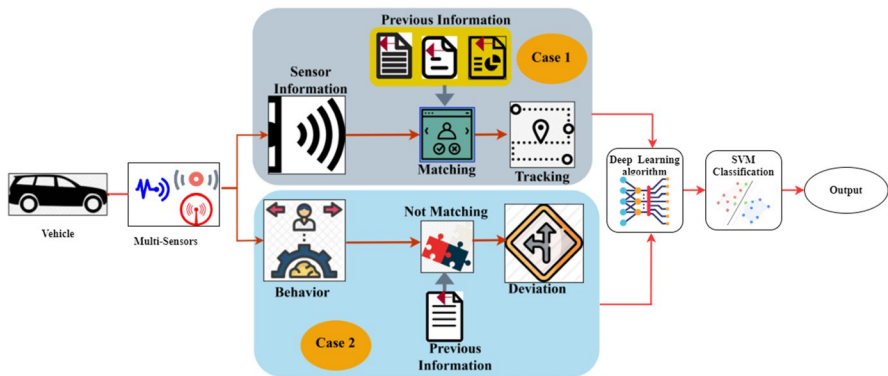 Previous Information
Case 1
Sensor
Information
Matching
Tracking
Vehicle
Multi-Sensors
Deep Learning
algorithm
SVM
Classification
Output
Not Matching
Behavior
Deviation
Case 2
Previous
Information